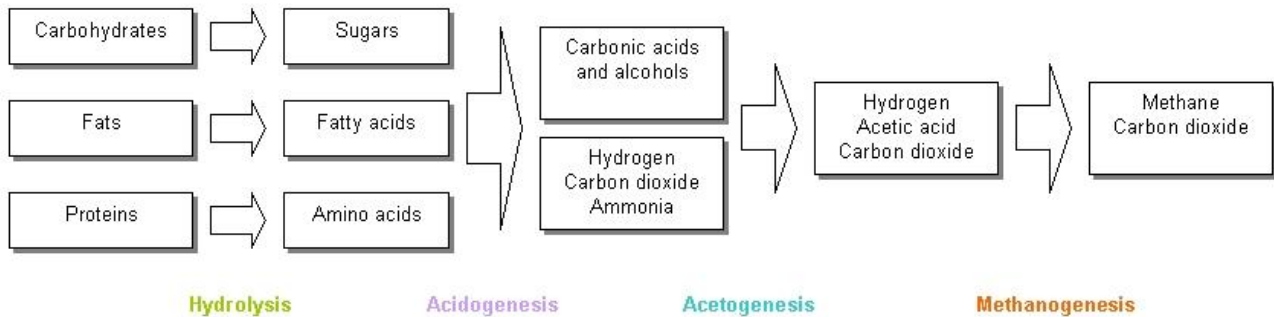 Carbohydrates
Sugars
Fats
Fatty acids
Proteins
Amino acids
Carbonic acids
and alcohols
Hydrogen
Carbon dioxide
Ammonia
Hydrogen
Acetic acid
Carbon dioxide
Methane
Carbon dioxide
Hydrolysis
Acidogenesis
Acetogenesis
Methanogenesis